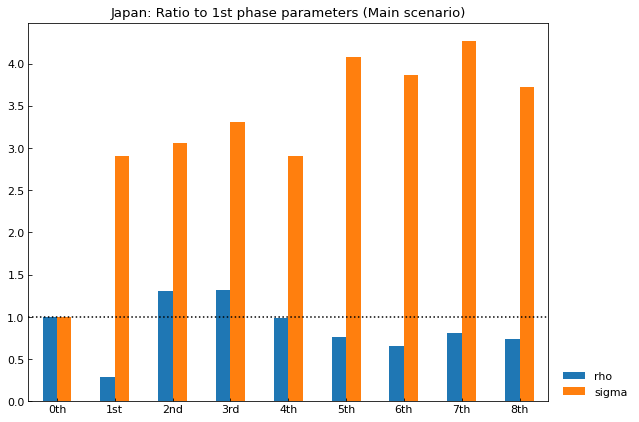 Japan: Ratio to 1st phase parameters (Main scenario)
4.0
3.5
3.0
2.5
2.0
1.5
1.0
0.5
0.0
0th 1st 2nd 3rd 4th 5th 6th 7th 8th
rho
sigma